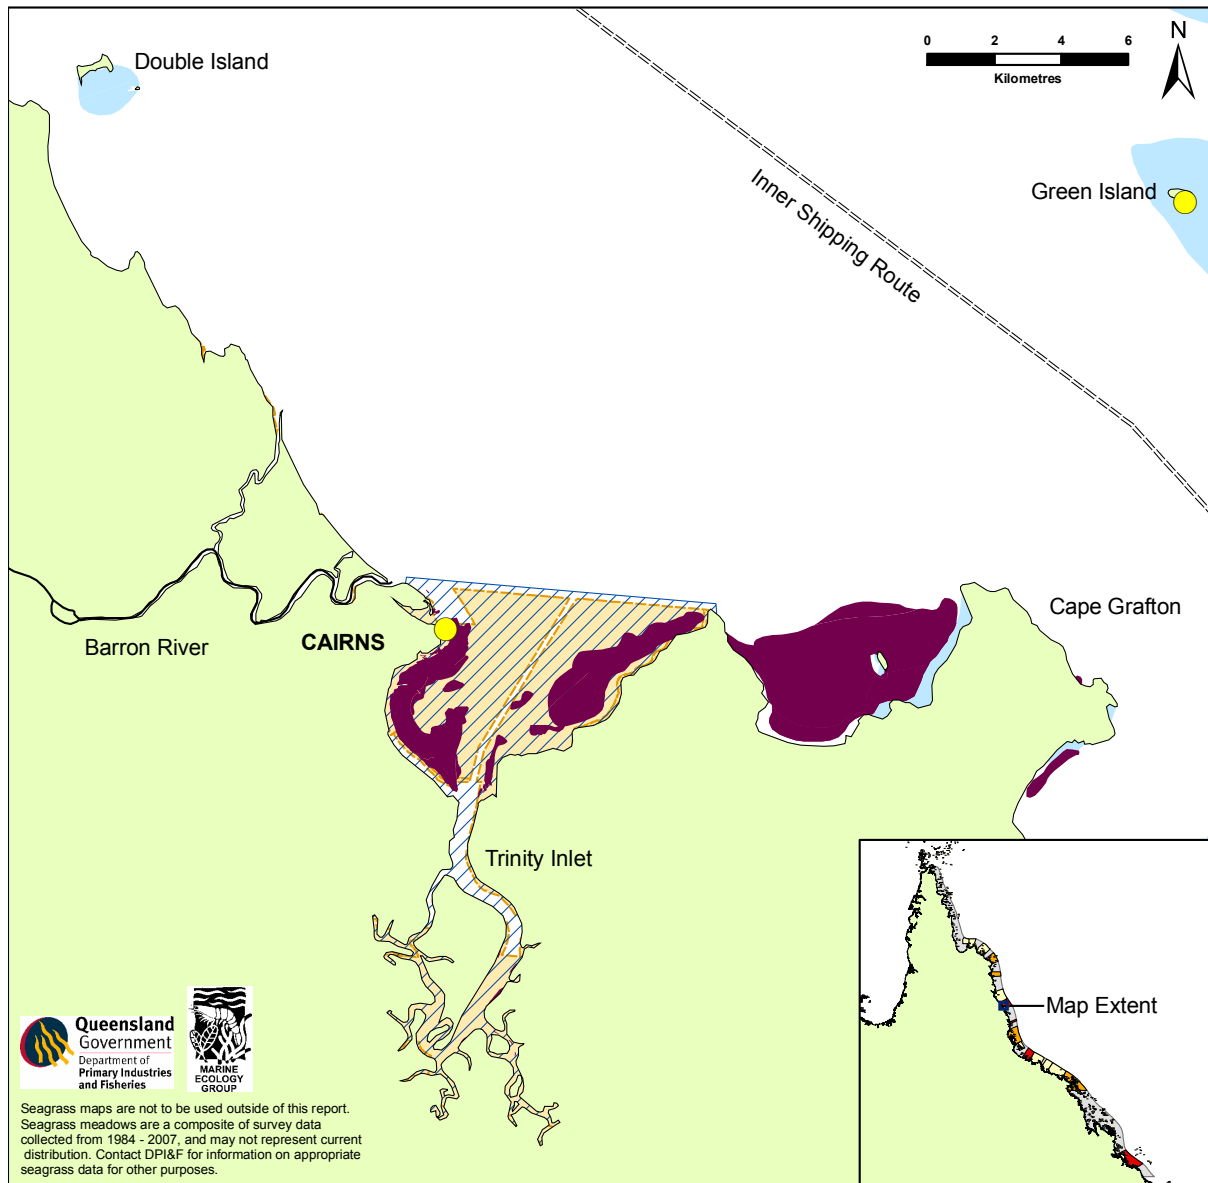 Double Island
0 2 4 6
Kilometres
N
Green Island
Inner Shipping Route
Cape Grafton
Barron River
CAIRNS
Trinity Inlet
Map Extent
Queensland
Government
Department of
Primary Industries
and Fisheries
MARINE
ECOLOGY
GROUP
Seagrass maps are not to be used outside of this report.
Seagrass meadows are a composite of survey data
collected from 1984 - 2007, and may not represent current
distribution. Contact DPI&F for information on appropriate
seagrass data for other purposes.